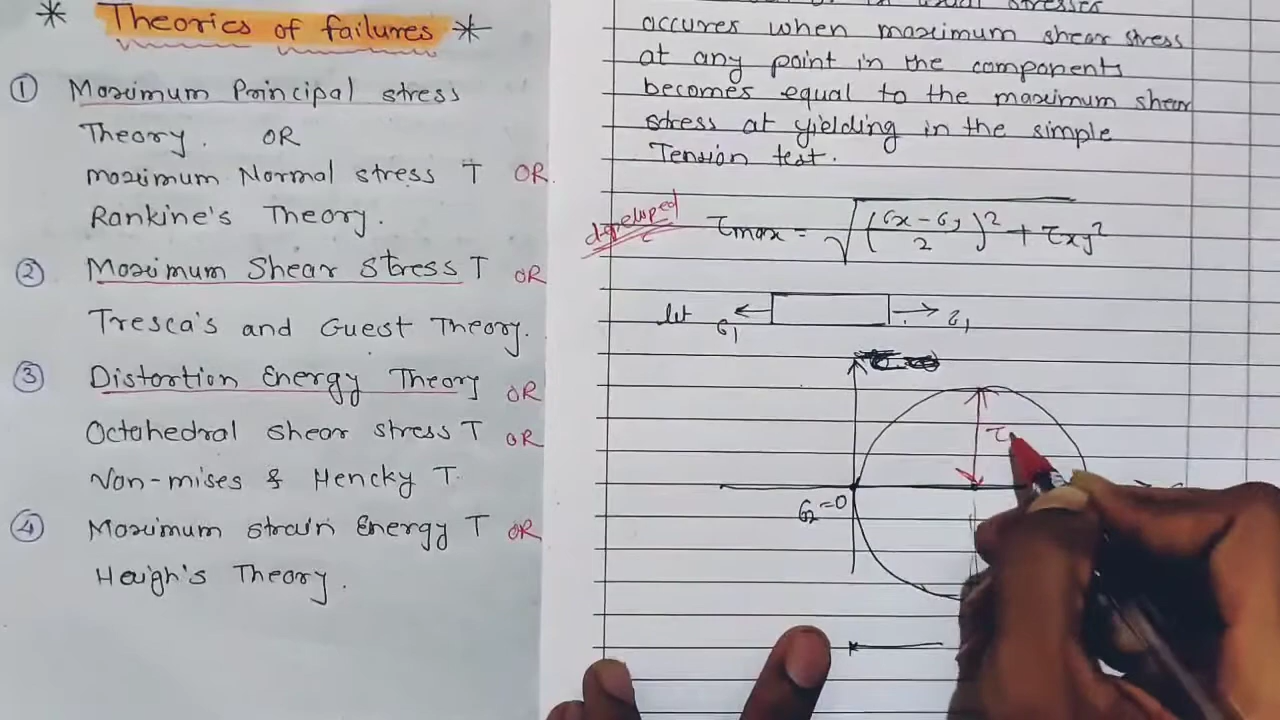 * Theories of failures *
① Maximum Principal stress
Theory. OR
maximum Normal stress T OR
Rankine's Theory.
② Maximum Shear Stress T OR
Tresca's and Guest Theory.
③ Distortion Energy Theory OR
Octahedral shear stress T OR
Von-mises & Hencky T.
④ Maximum strain Energy T OR
Heigh's Theory.
stresses
occures when maximum shear stress
at any point in the components
becomes equal to the maximum shear
stress at yielding in the simple
Tension test.
developed τmax = √((σx-σy)/2)² + τxy²
let σ1 σ1
τ
σ2=0